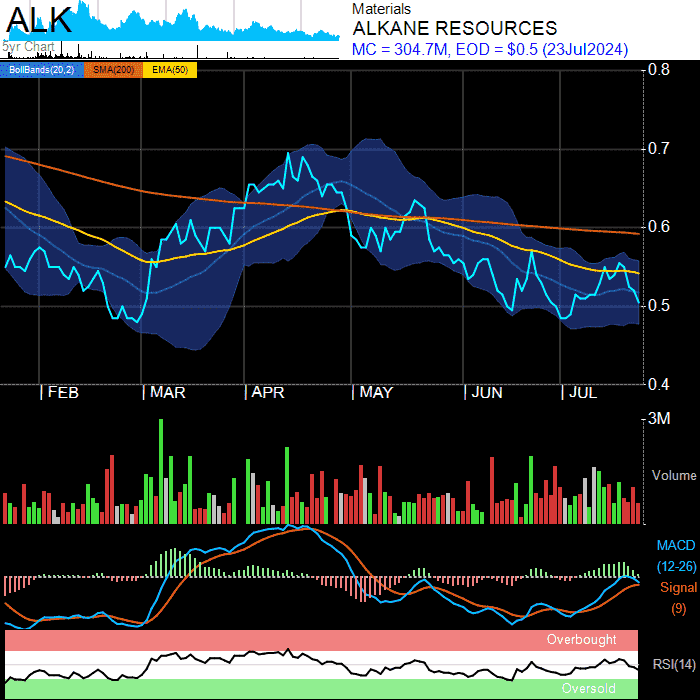 ALK
5yr Chart
Materials
ALKANE RESOURCES
MC = 304.7M, EOD = $0.5 (23Jul2024)
BollBands(20,2) SMA(200) EMA(50)
0.8
0.7
0.6
0.5
0.4
FEB MAR APR MAY JUN JUL
3M
Volume
MACD
(12-26)
Signal
(9)
Overbought
RSI(14)
Oversold